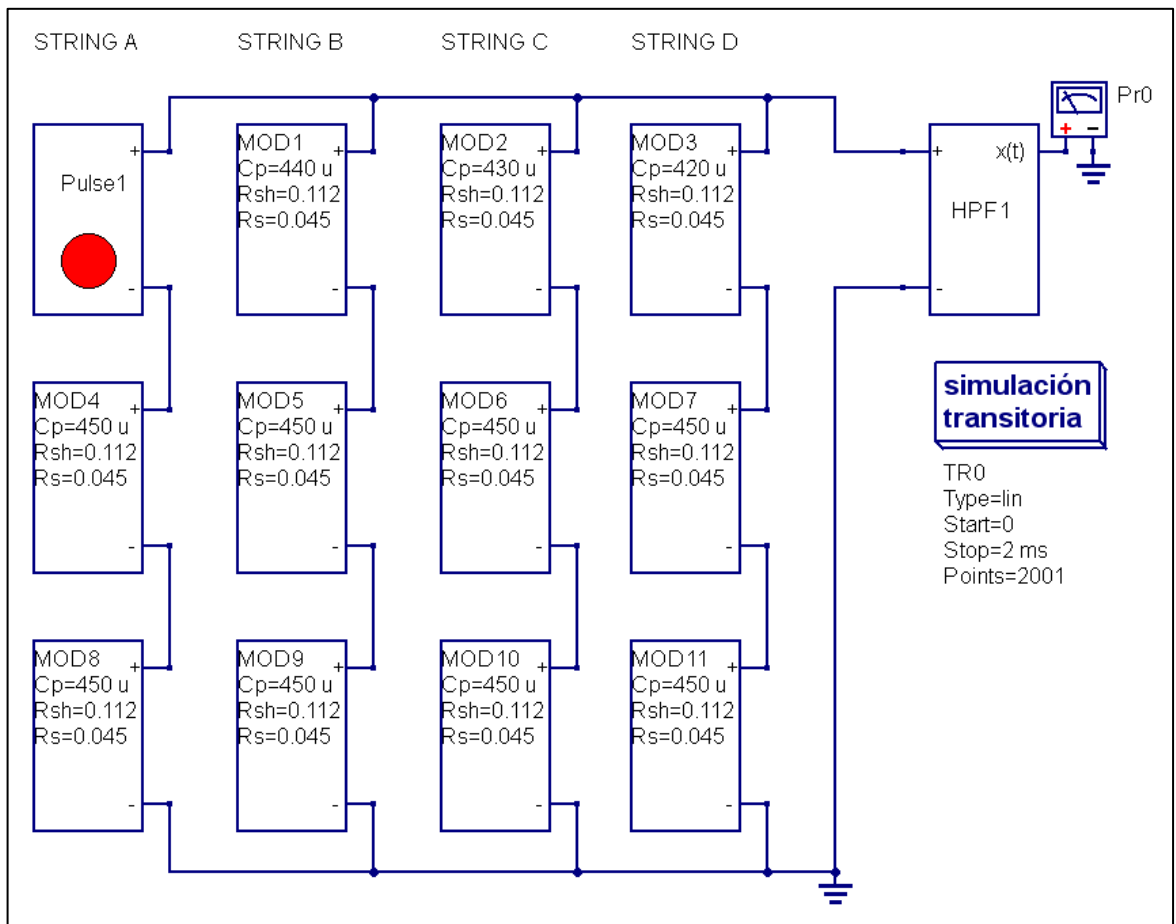 STRING A
STRING B
STRING C
STRING D
Pr0
+ -
+
Pulse1
-
MOD1
+
Cp=440 u
Rsh=0.112
Rs=0.045
-
MOD2
+
Cp=430 u
Rsh=0.112
Rs=0.045
-
MOD3
+
Cp=420 u
Rsh=0.112
Rs=0.045
-
+ x(t)
HPF1
-
MOD4
+
Cp=450 u
Rsh=0.112
Rs=0.045
-
MOD5
+
Cp=450 u
Rsh=0.112
Rs=0.045
-
MOD6
+
Cp=450 u
Rsh=0.112
Rs=0.045
-
MOD7
+
Cp=450 u
Rsh=0.112
Rs=0.045
-
simulación
transitoria
TR0
Type=lin
Start=0
Stop=2 ms
Points=2001
MOD8
+
Cp=450 u
Rsh=0.112
Rs=0.045
-
MOD9
+
Cp=450 u
Rsh=0.112
Rs=0.045
-
MOD10
+
Cp=450 u
Rsh=0.112
Rs=0.045
-
MOD11
+
Cp=450 u
Rsh=0.112
Rs=0.045
-